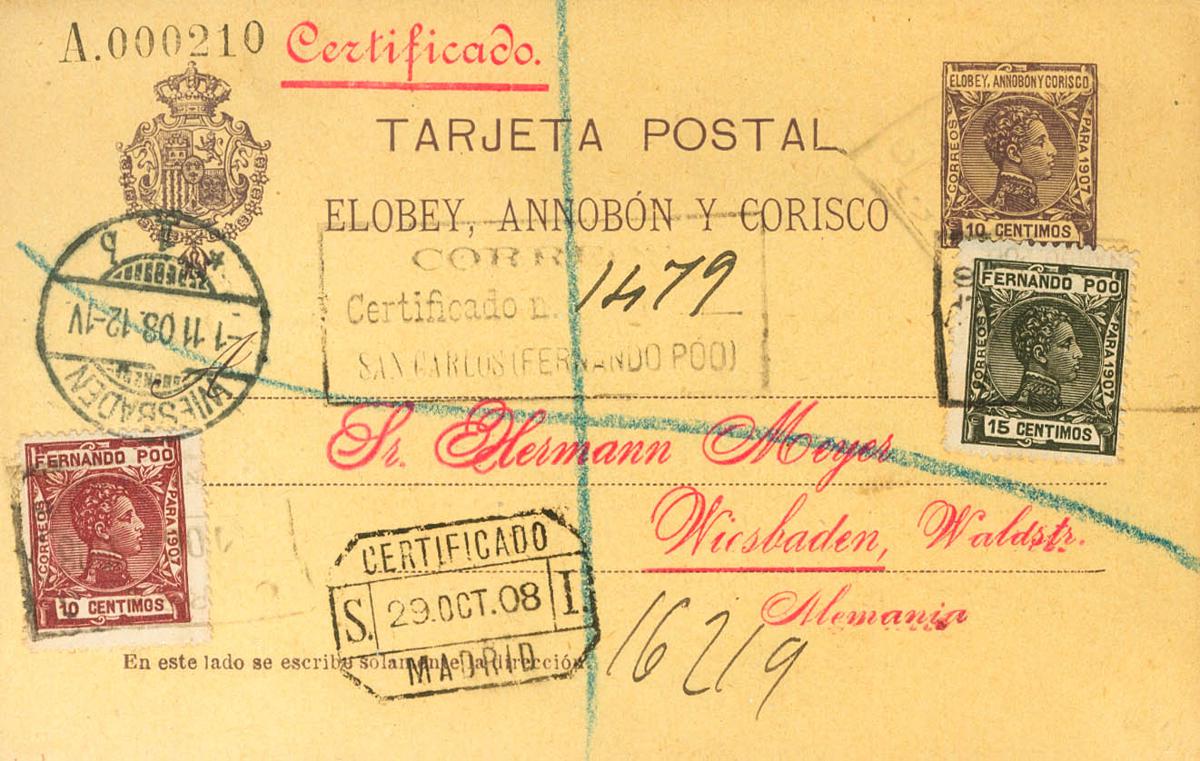 A.000210 Certificado.
TARJETA POSTAL
ELOBEY, ANNOBÓN Y CORISCO
ELOBEY, ANNOBON Y CORISCO
CORREOS
PARA 1907
10 CENTIMOS
FERNANDO POO
CORREOS
PARA 1907
15 CENTIMOS
Certificado n. 1479
SAN CARLOS (FERNANDO PÓO)
-1.11.08.12-1V
WIESBADEN
Sr. Hermann Meyer
Wiesbaden, Waldstr.
Alemania
FERNANDO POO
CORREOS
PARA 1907
10 CENTIMOS
CERTIFICADO
S. 29.OCT.08 I.
MADRID
16219
En este lado se escribe solamente la dirección